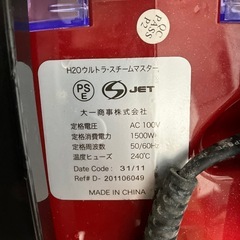 QC
PASS
P2
H2Oウルトラ・スチームマスター
PS
E
S JET
大一商事株式会社
定格電圧 AC 100V
定格消費電力 1500W
定格周波数 50/60Hz
温度ヒューズ 240℃
Date Code: 31/11
Ref# D- 201106049
MADE IN CHINA